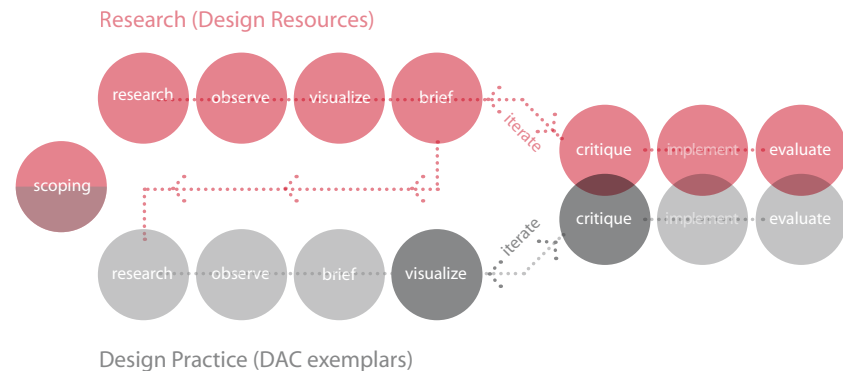 Research (Design Resources)
research observe visualize brief
iterate
critique implement evaluate
scoping
critique implement evaluate
iterate
research observe brief visualize
Design Practice (DAC exemplars)